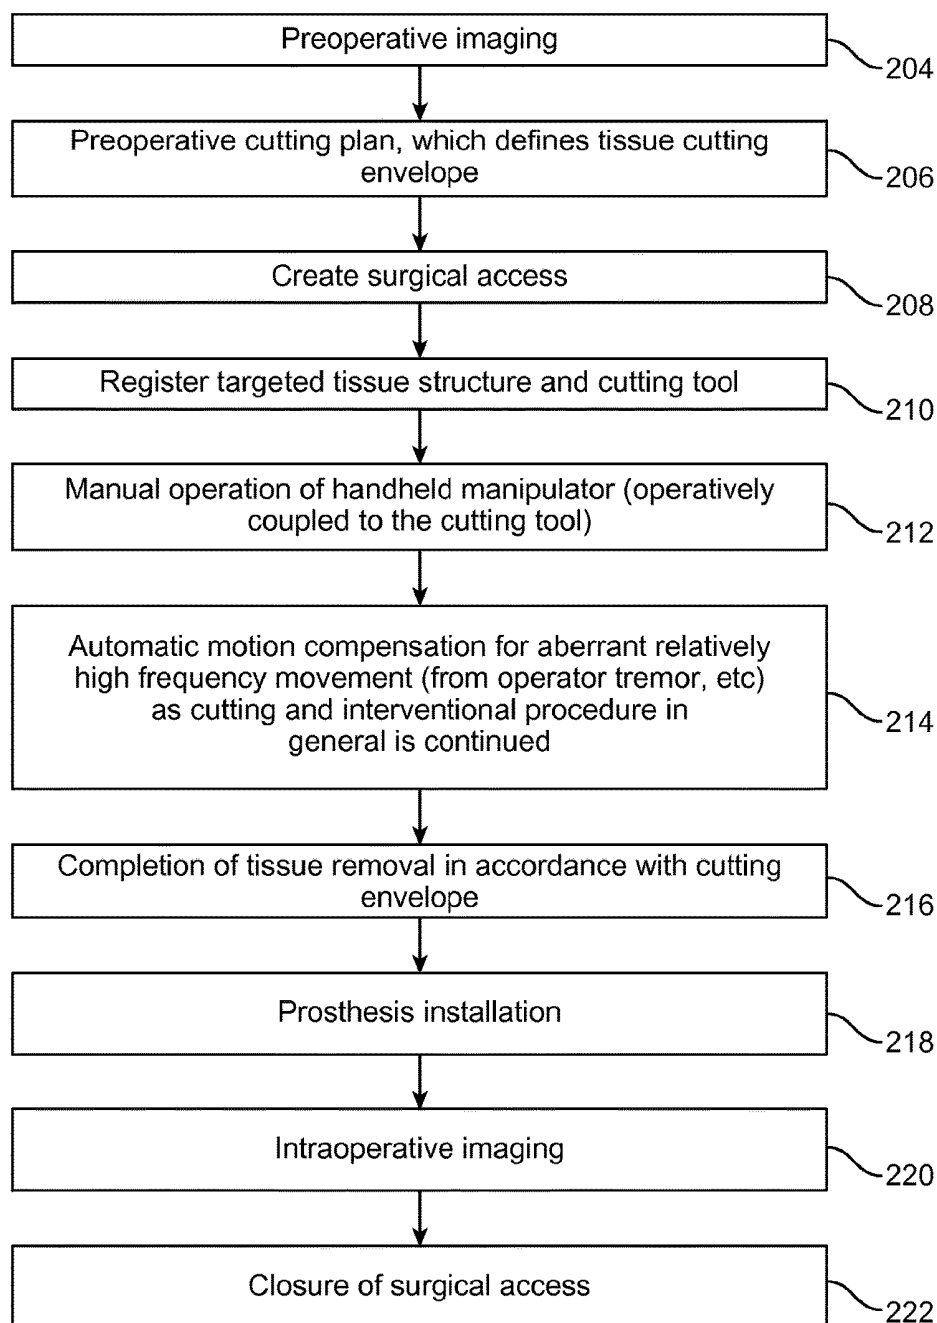 Preoperative imaging
204
Preoperative cutting plan, which defines tissue cutting
envelope
206
Create surgical access
208
Register targeted tissue structure and cutting tool
210
Manual operation of handheld manipulator (operatively
coupled to the cutting tool)
212
Automatic motion compensation for aberrant relatively
high frequency movement (from operator tremor, etc)
as cutting and interventional procedure in
general is continued
214
Completion of tissue removal in accordance with cutting
envelope
216
Prosthesis installation
218
Intraoperative imaging
220
Closure of surgical access
222